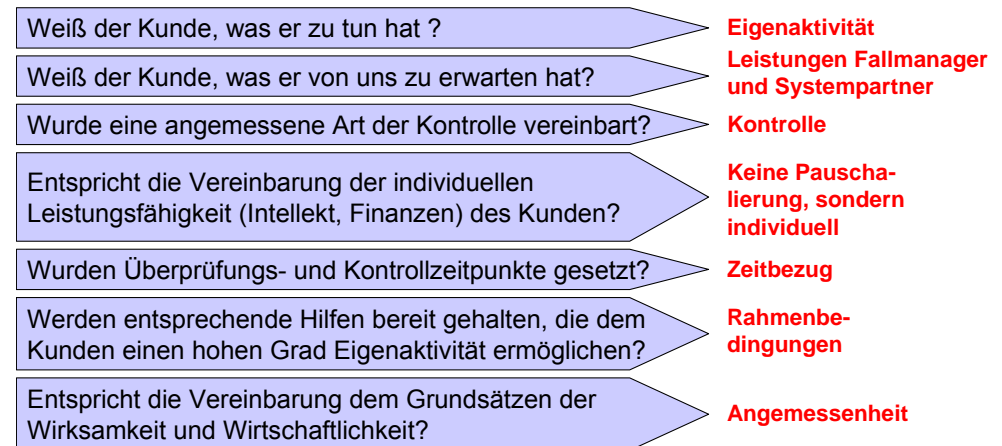 Weiß der Kunde, was er zu tun hat ?
Eigenaktivität
Weiß der Kunde, was er von uns zu erwarten hat?
Leistungen Fallmanager
und Systempartner
Wurde eine angemessene Art der Kontrolle vereinbart?
Kontrolle
Entspricht die Vereinbarung der individuellen
Leistungsfähigkeit (Intellekt, Finanzen) des Kunden?
Keine Pauscha-
lierung, sondern
individuell
Wurden Überprüfungs- und Kontrollzeitpunkte gesetzt?
Zeitbezug
Werden entsprechende Hilfen bereit gehalten, die dem
Kunden einen hohen Grad Eigenaktivität ermöglichen?
Rahmenbe-
dingungen
Entspricht die Vereinbarung dem Grundsätzen der
Wirksamkeit und Wirtschaftlichkeit?
Angemessenheit